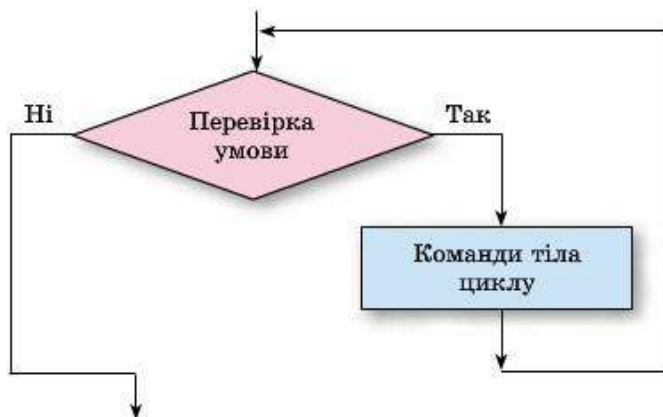 Ні
Так
Перевірка
умови
Команди тіла
циклу